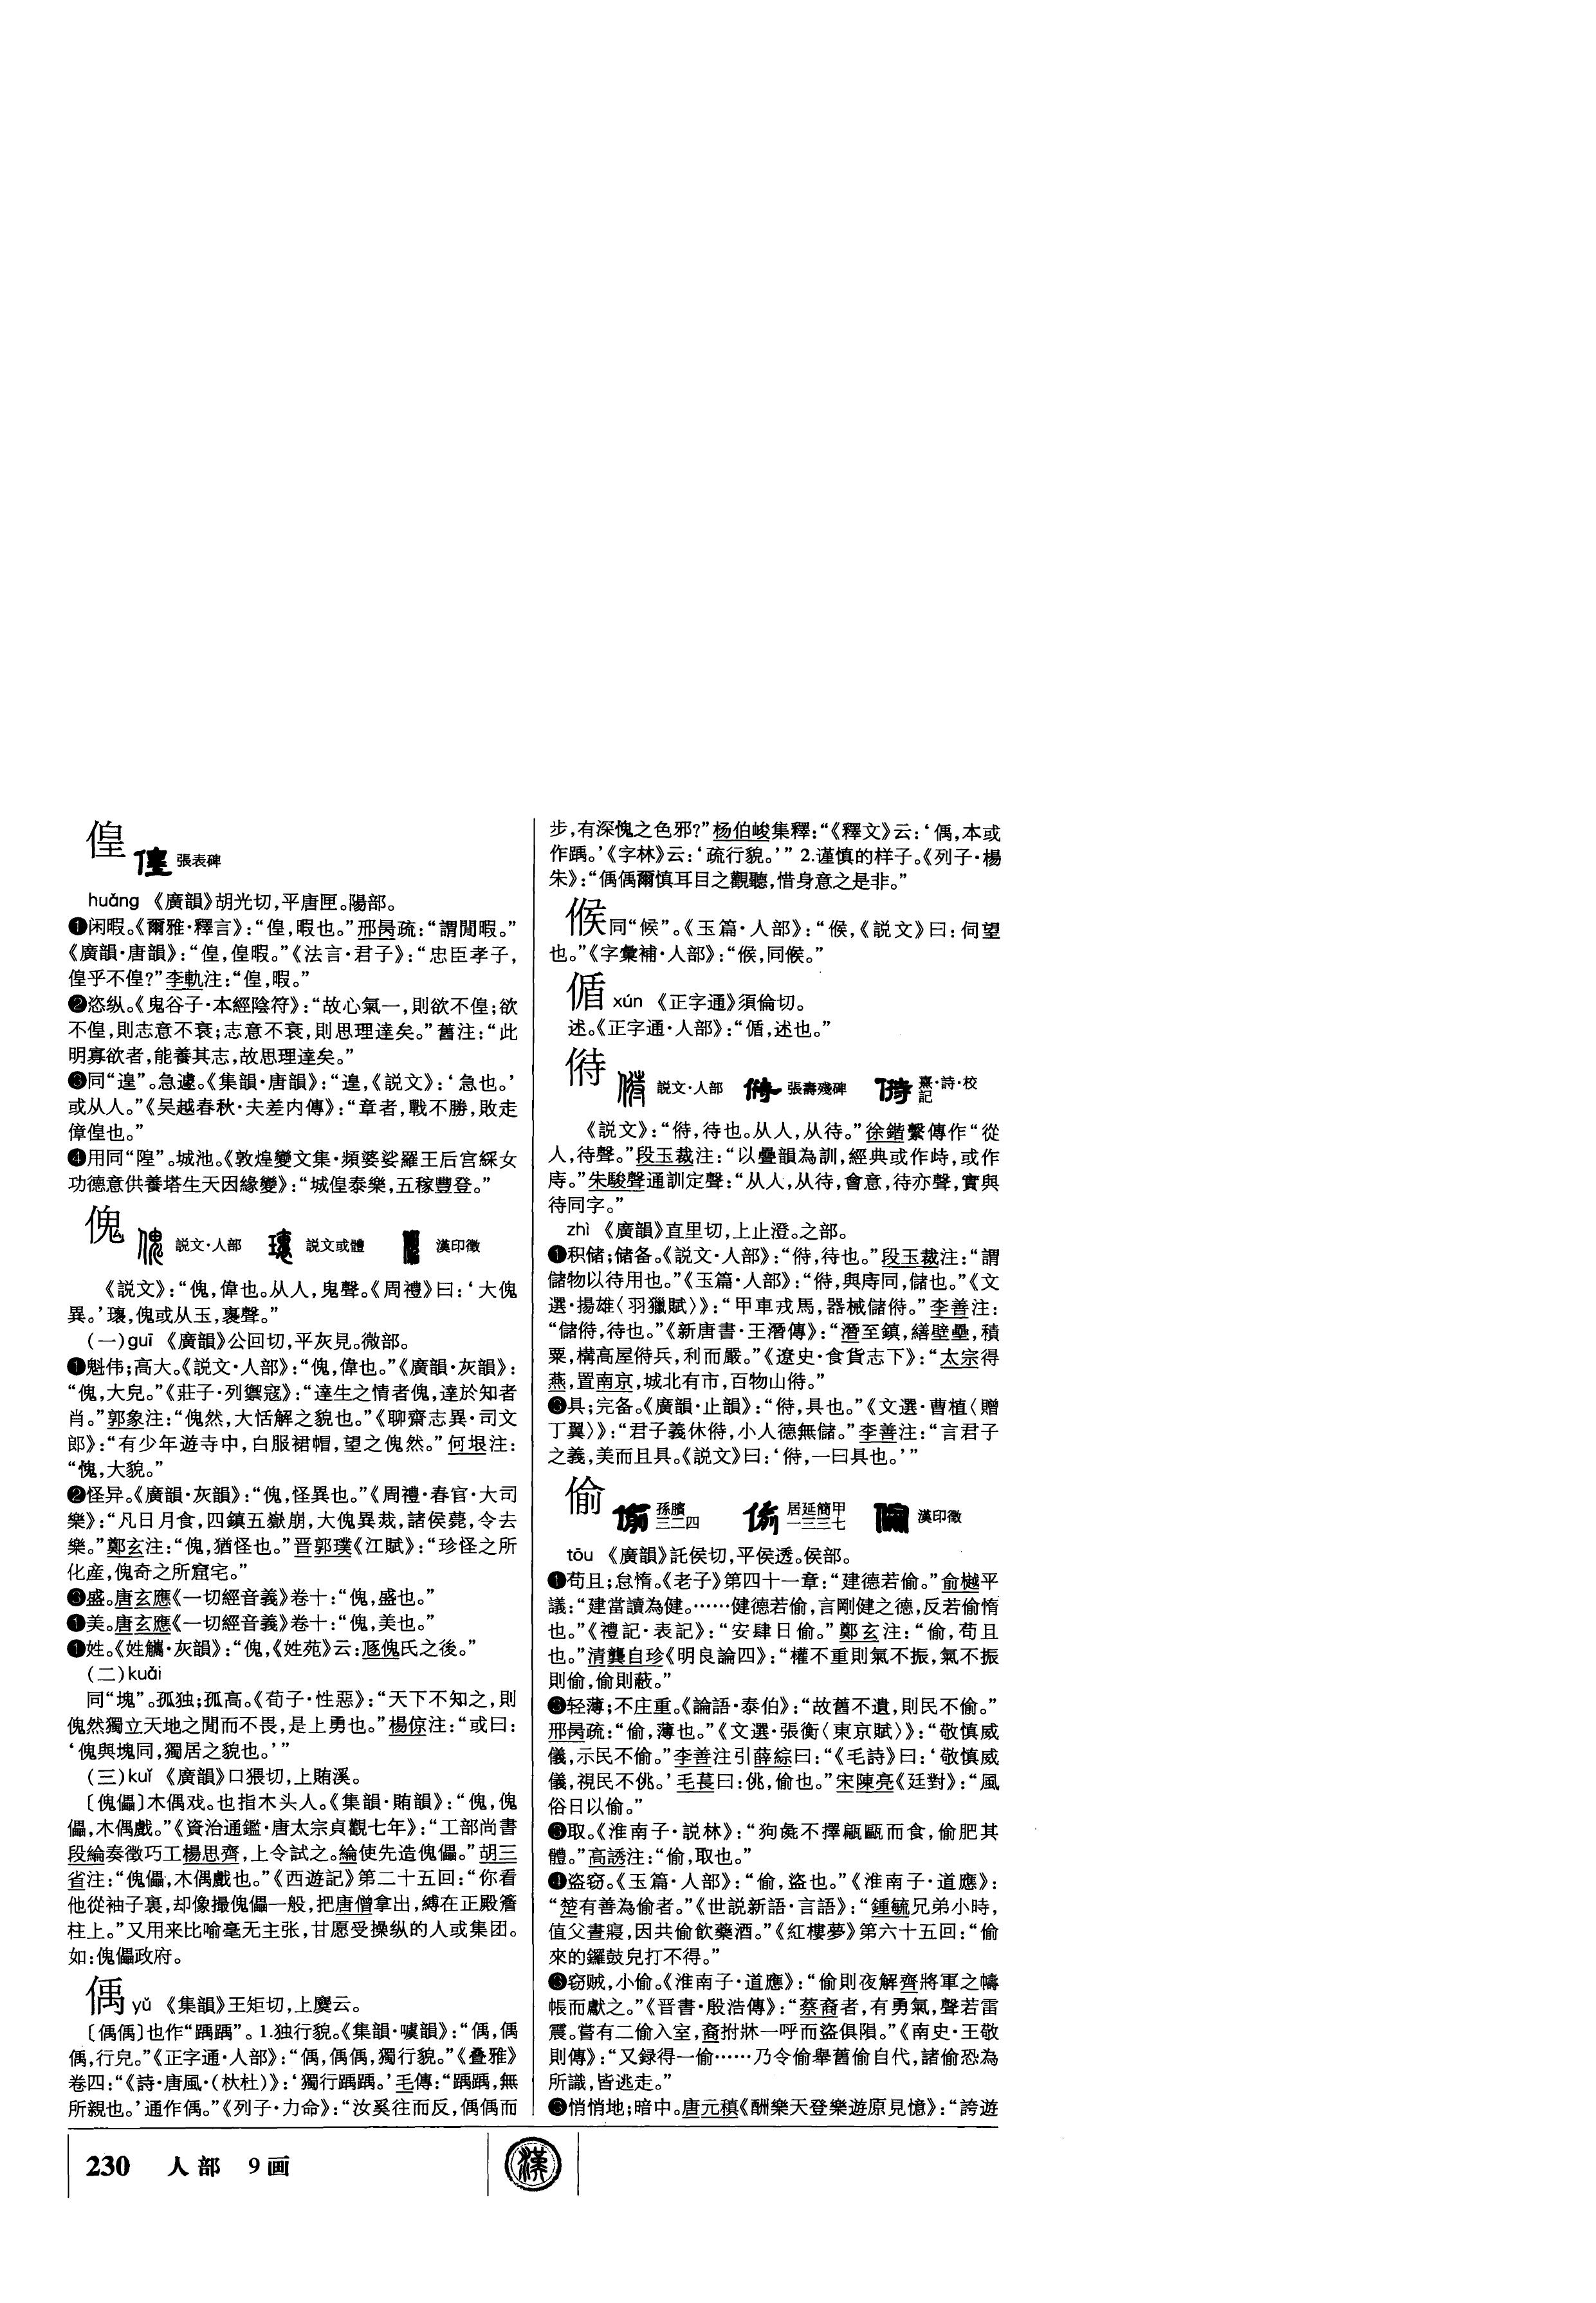 偟 張表碑
huáng 《廣韻》胡光切，平唐匣。陽部。
❶闲暇。《爾雅·釋言》：“偟，暇也。”邢昺疏：“謂閒暇。”
《廣韻·唐韻》：“偟，偟暇。”《法言·君子》：“忠臣孝子，
偟乎不偟？”李軌注：“偟，暇。”
❷恣纵。《鬼谷子·本經陰符》：“故心氣一，則欲不偟；欲
不偟，則志意不衰；志意不衰，則思理達矣。”舊注：“此
明寡欲者，能養其志，故思理達矣。”
❸同“遑”。急遽。《集韻·唐韻》：“遑，《説文》：‘急也。’
或从人。”《吴越春秋·夫差内傳》：“章者，戰不勝，敗走
傽偟也。”
❹用同“隍”。城池。《敦煌變文集·頻婆娑羅王后宫綵女
功德意供養塔生天因緣變》：“城偟泰樂，五稼豐登。”
傀 説文·人部 説文或體 漢印徵
《説文》：“傀，偉也。从人，鬼聲。《周禮》曰：‘大傀
異。’瓌，傀或从玉，褱聲。”
(一)guī 《廣韻》公回切，平灰見。微部。
❶魁伟；高大。《説文·人部》：“傀，偉也。”《廣韻·灰韻》：
“傀，大皃。”《莊子·列禦寇》：“達生之情者傀，達於知者
肖。”郭象注：“傀然，大恬解之貌也。”《聊齋志異·司文
郎》：“有少年遊寺中，白服裙帽，望之傀然。”何垠注：
“傀，大貌。”
❷怪异。《廣韻·灰韻》：“傀，怪異也。”《周禮·春官·大司
樂》：“凡日月食，四鎮五嶽崩，大傀異烖，諸侯薨，令去
樂。”鄭玄注：“傀，猶怪也。”晋郭璞《江賦》：“珍怪之所
化産，傀奇之所窟宅。”
❸盛。唐玄應《一切經音義》卷十：“傀，盛也。”
❶美。唐玄應《一切經音義》卷十：“傀，美也。”
❶姓。《姓觿·灰韻》：“傀，《姓苑》云：豗傀氏之後。”
(二)kuǎi
同“塊”。孤独；孤高。《荀子·性惡》：“天下不知之，則
傀然獨立天地之閒而不畏，是上勇也。”楊倞注：“或曰：
‘傀與塊同，獨居之貌也。’”
(三)kuǐ 《廣韻》口猥切，上賄溪。
〔傀儡〕木偶戏。也指木头人。《集韻·賄韻》：“傀，傀
儡，木偶戲。”《資治通鑑·唐太宗貞觀七年》：“工部尚書
段綸奏徵巧工楊思齊，上令試之。綸使先造傀儡。”胡三
省注：“傀儡，木偶戲也。”《西遊記》第二十五回：“你看
他從袖子裏，却像撮傀儡一般，把唐僧拿出，縛在正殿簷
柱上。”又用来比喻毫无主张，甘愿受操纵的人或集团。
如：傀儡政府。
偊 yǔ 《集韻》王矩切，上麌云。
〔偊偊〕也作“踽踽”。1.独行貌。《集韻·噳韻》：“偊，偊
偊，行皃。”《正字通·人部》：“偊，偊偊，獨行貌。”《叠雅》
卷四：“《詩·唐風·（杕杜）》：‘獨行踽踽。’毛傳：“踽踽，無
所親也。’通作偊。”《列子·力命》：“汝奚往而反，偊偊而
步，有深愧之色邪？”杨伯峻集釋：“《釋文》云：‘偊，本或
作踽。’《字林》云：‘疏行貌。’” 2.谨慎的样子。《列子·楊
朱》：“偊偊爾慎耳目之觀聽，惜身意之是非。”
㑨同“候”。《玉篇·人部》：“㑨，《説文》曰：伺望
也。”《字彙補·人部》：“㑨，同候。”
偱 xún 《正字通》須倫切。
述。《正字通·人部》：“偱，述也。”
偫 説文·人部 張壽殘碑 熹·詩·校記
《説文》：“偫，待也。从人，从待。”徐鍇繫傳作“從
人，待聲。”段玉裁注：“以疊韻為訓，經典或作峙，或作
庤。”朱駿聲通訓定聲：“从人，从待，會意，待亦聲，實與
待同字。”
zhì 《廣韻》直里切，上止澄。之部。
❶积储；储备。《説文·人部》：“偫，待也。”段玉裁注：“謂
儲物以待用也。”《玉篇·人部》：“偫，與庤同，儲也。”《文
選·揚雄〈羽獵賦〉》：“甲車戎馬，器械儲偫。”李善注：
“儲偫，待也。”《新唐書·王潛傳》：“潛至鎮，繕壁壘，積
粟，構高屋偫兵，利而嚴。”《遼史·食貨志下》：“太宗得
燕，置南京，城北有市，百物山偫。”
❸具；完备。《廣韻·止韻》：“偫，具也。”《文選·曹植〈贈
丁翼〉》：“君子義休偫，小人德無儲。”李善注：“言君子
之義，美而且具。《説文》曰：‘偫，一曰具也。’”
偷 孫臏三二四 居延簡甲一三三七 漢印徵
tōu 《廣韻》託侯切，平侯透。侯部。
❶苟且；怠惰。《老子》第四十一章：“建德若偷。”俞樾平
議：“建當讀為健。……健德若偷，言剛健之德，反若偷惰
也。”《禮記·表記》：“安肆日偷。”鄭玄注：“偷，苟且
也。”清龔自珍《明良論四》：“權不重則氣不振，氣不振
則偷，偷則蔽。”
❸轻薄；不庄重。《論語·泰伯》：“故舊不遺，則民不偷。”
邢昺疏：“偷，薄也。”《文選·張衡〈東京賦〉》：“敬慎威
儀，示民不偷。”李善注引薛綜曰：“《毛詩》曰：‘敬慎威
儀，視民不佻。’毛萇曰：佻，偷也。”宋陳亮《廷對》：“風
俗日以偷。”
❸取。《淮南子·説林》：“狗彘不擇甂甌而食，偷肥其
體。”高誘注：“偷，取也。”
❹盗窃。《玉篇·人部》：“偷，盜也。”《淮南子·道應》：
“楚有善為偷者。”《世説新語·言語》：“鍾毓兄弟小時，
值父晝寢，因共偷飲藥酒。”《紅樓夢》第六十五回：“偷
來的鑼鼓兒打不得。”
❸窃贼，小偷。《淮南子·道應》：“偷則夜解齊將軍之幬
帳而獻之。”《晋書·殷浩傳》：“蔡裔者，有勇氣，聲若雷
震。嘗有二偷入室，裔拊牀一呼而盜俱隕。”《南史·王敬
則傳》：“又録得一偷……乃令偷舉舊偷自代，諸偷恐為
所識，皆逃走。”
❸悄悄地；暗中。唐元稹《酬樂天登樂遊原見憶》：“誇遊
230 人部 9画
漢